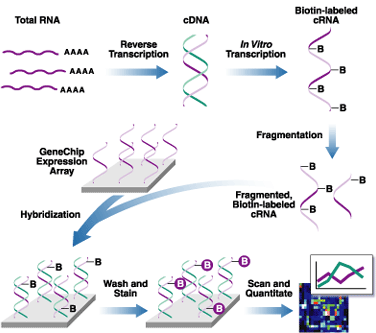 Total RNA
cDNA
Biotin-labeled
cRNA
AAAA
AAAA
AAAA
Reverse
Transcription
In Vitro
Transcription
B
B
B
Fragmentation
GeneChip
Expression
Array
B
B
B
Fragmented,
Biotin-labeled
cRNA
Hybridization
B
B
B
B
Wash and
Stain
B
B
B
B
Scan and
Quantitate